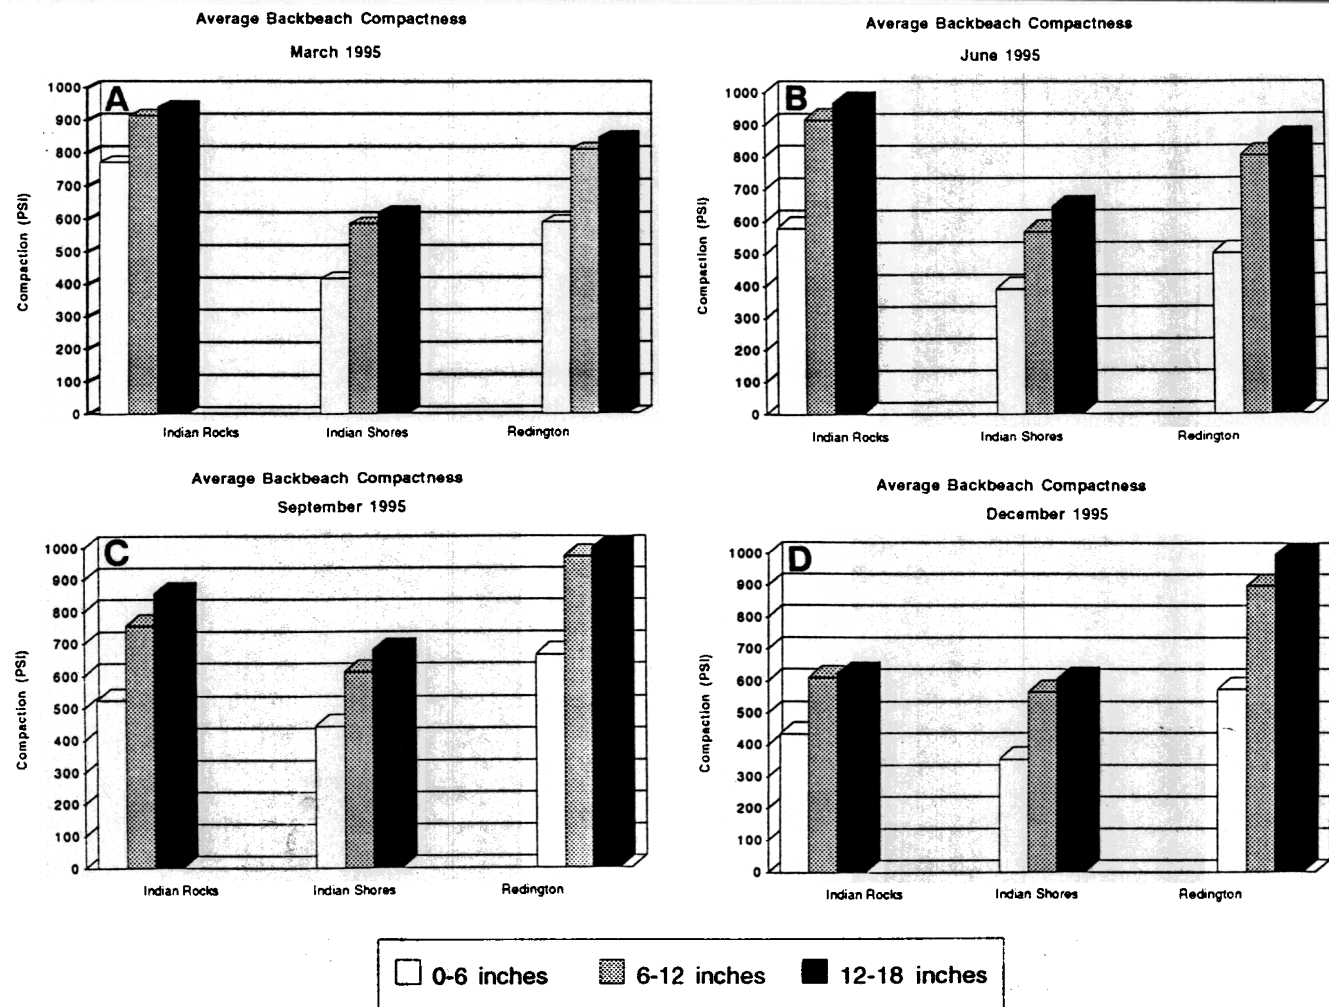 Average Backbeach Compactness
March 1995
A
1000
900
800
700
600
500
400
300
200
100
0
Compaction (PSI)
Indian Rocks
Indian Shores
Redington
Average Backbeach Compactness
June 1995
B
1000
900
800
700
600
500
400
300
200
100
0
Compaction (PSI)
Indian Rocks
Indian Shores
Redington
Average Backbeach Compactness
September 1995
C
1000
900
800
700
600
500
400
300
200
100
0
Compaction (PSI)
Indian Rocks
Indian Shores
Redington
Average Backbeach Compactness
December 1995
D
1000
900
800
700
600
500
400
300
200
100
0
Compaction (PSI)
Indian Rocks
Indian Shores
Redington
0-6 inches
6-12 inches
12-18 inches